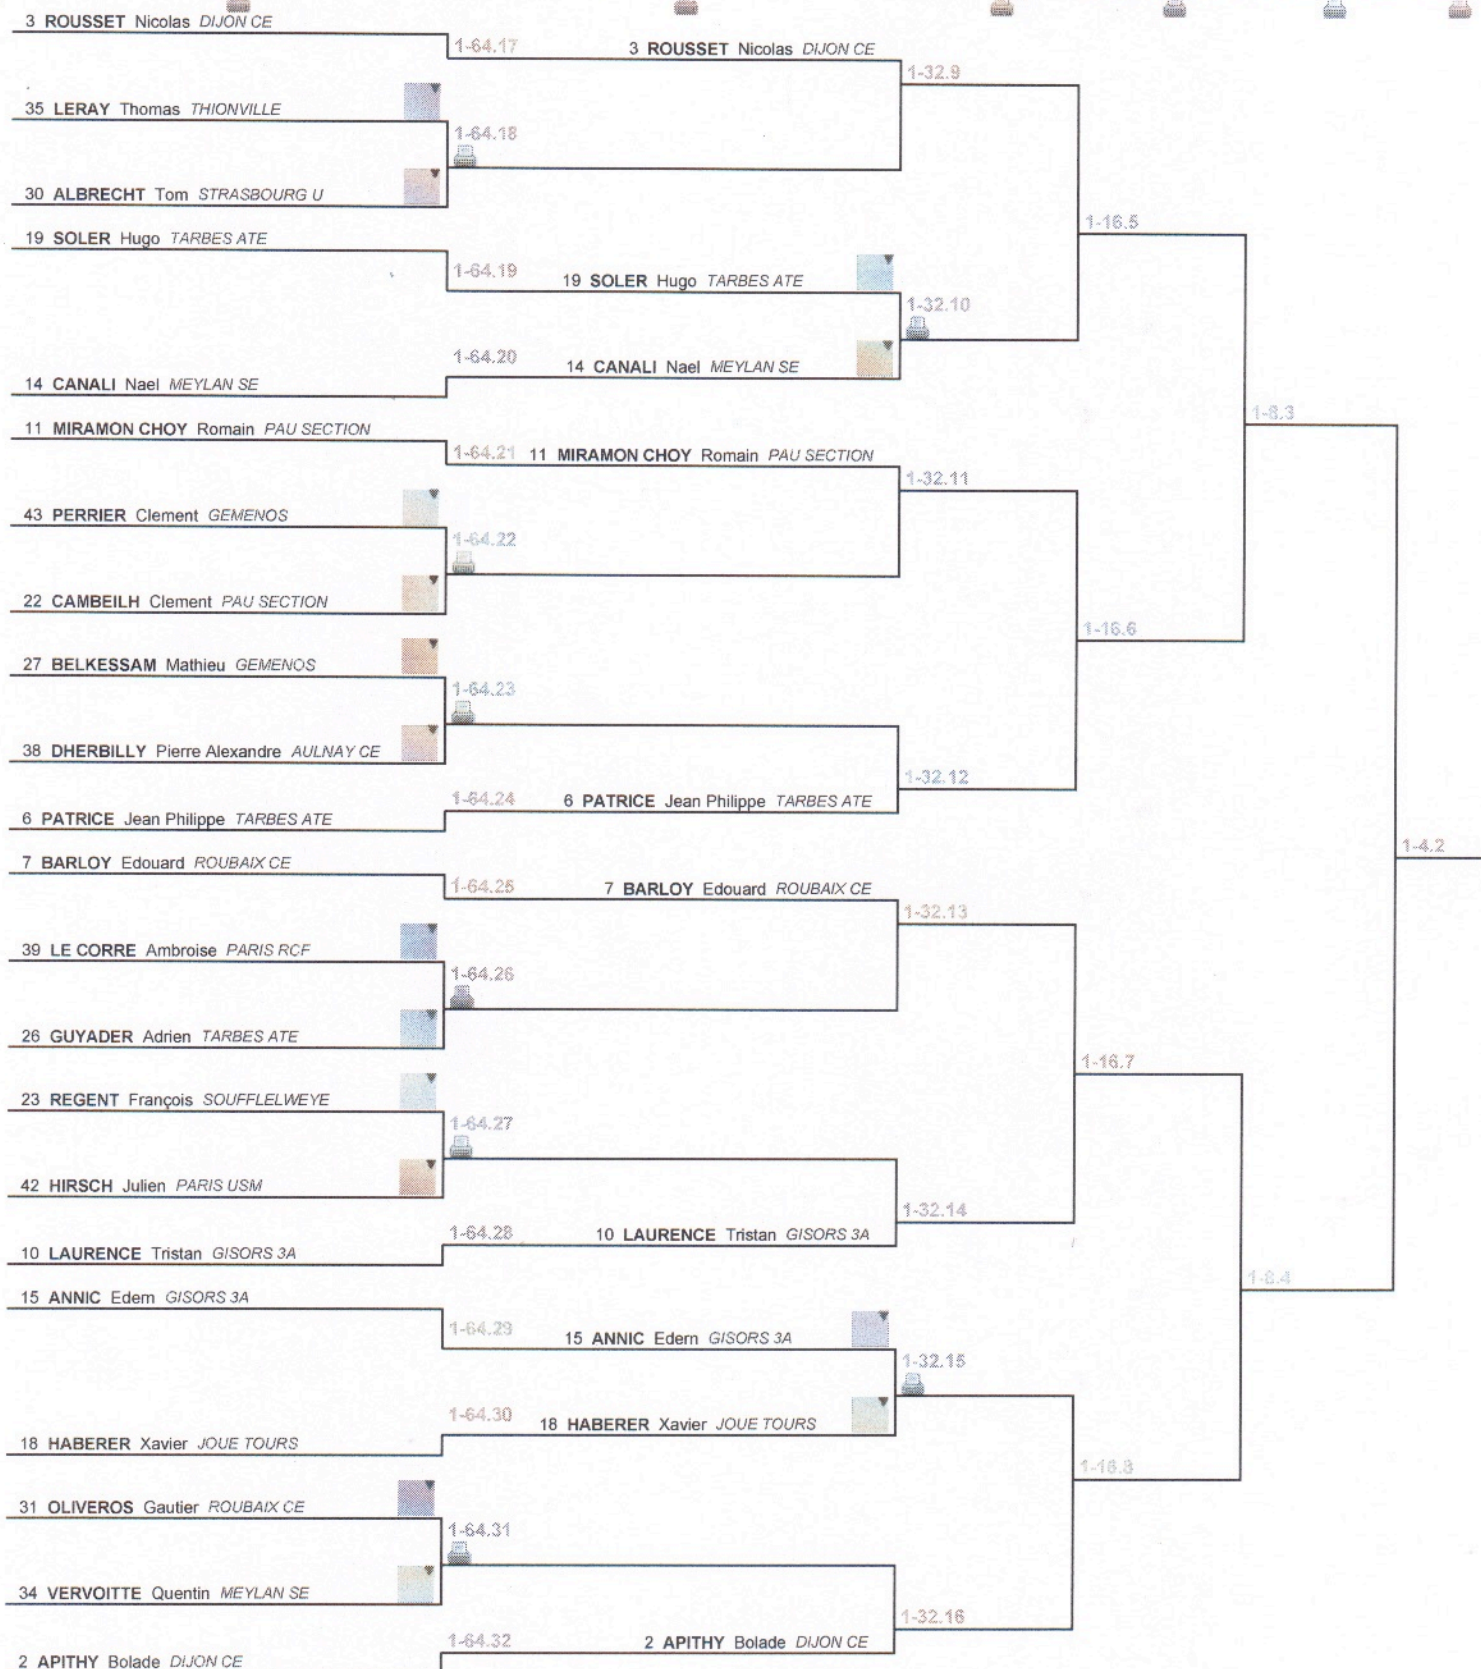 3 ROUSSET Nicolas DIJON CE
1-64.17
3 ROUSSET Nicolas DIJON CE
1-32.9
35 LERAY Thomas THIONVILLE
1-64.18
30 ALBRECHT Tom STRASBOURG U
1-16.5
19 SOLER Hugo TARBES ATE
1-64.19
19 SOLER Hugo TARBES ATE
1-32.10
1-64.20
14 CANALI Nael MEYLAN SE
14 CANALI Nael MEYLAN SE
1-8.3
11 MIRAMON CHOY Romain PAU SECTION
1-64.21
11 MIRAMON CHOY Romain PAU SECTION
1-32.11
43 PERRIER Clement GEMENOS
1-64.22
22 CAMBEILH Clement PAU SECTION
1-16.6
27 BELKESSAM Mathieu GEMENOS
1-64.23
38 DHERBILLY Pierre Alexandre AULNAY CE
1-32.12
1-64.24
6 PATRICE Jean Philippe TARBES ATE
6 PATRICE Jean Philippe TARBES ATE
1-4.2
7 BARLOY Edouard ROUBAIX CE
1-64.25
7 BARLOY Edouard ROUBAIX CE
1-32.13
39 LE CORRE Ambroise PARIS RCF
1-64.26
26 GUYADER Adrien TARBES ATE
1-16.7
23 REGENT François SOUFFLELWEYE
1-64.27
42 HIRSCH Julien PARIS USM
1-32.14
1-64.28
10 LAURENCE Tristan GISORS 3A
10 LAURENCE Tristan GISORS 3A
1-8.4
15 ANNIC Edern GISORS 3A
1-64.29
15 ANNIC Edern GISORS 3A
1-32.15
1-64.30
18 HABERER Xavier JOUE TOURS
18 HABERER Xavier JOUE TOURS
1-16.8
31 OLIVEROS Gautier ROUBAIX CE
1-64.31
34 VERVOITTE Quentin MEYLAN SE
1-32.16
1-64.32
2 APITHY Bolade DIJON CE
2 APITHY Bolade DIJON CE